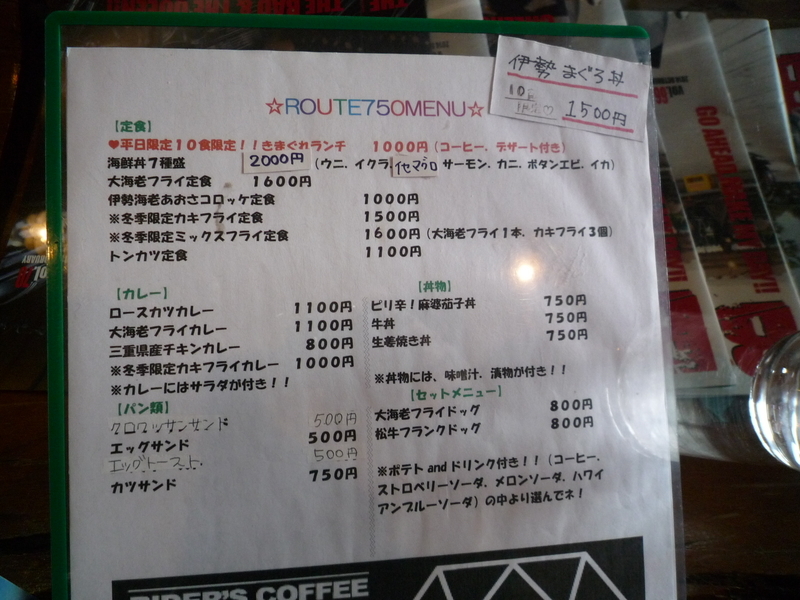 伊勢 まぐろ丼
1500円
☆ROUTE750MENU☆
【定食】
♥平日限定10食限定！！きまぐれランチ 1000円（コーヒー、デザート付き）
海鮮丼7種盛 2000円（ウニ、イクラ、イセマグロ サーモン、カニ、ボタンエビ、イカ）
大海老フライ定食 1600円
伊勢海老あおさコロッケ定食 1000円
※冬季限定カキフライ定食 1500円
※冬季限定ミックスフライ定食 1600円（大海老フライ1本、カキフライ3個）
トンカツ定食 1100円
【カレー】
ロースカツカレー 1100円
大海老フライカレー 1100円
三重県産チキンカレー 800円
※冬季限定カキフライカレー 1000円
※カレーにはサラダが付き！！
【パン類】
クロワッサンサンド 500円
エッグサンド 500円
エッグトースト 500円
カツサンド 750円
【丼物】
ピリ辛！麻婆茄子丼 750円
牛丼 750円
生姜焼き丼 750円
※丼物には、味噌汁、漬物が付き！！
【セットメニュー】
大海老フライドッグ 800円
松牛フランクドッグ 800円
※ポテトandドリンク付き！！（コーヒー、
ストロベリーソーダ、メロンソーダ、ハワイ
アンブルーソーダ）の中より選んでネ！
RIDER'S COFFEE
GO AHEAD